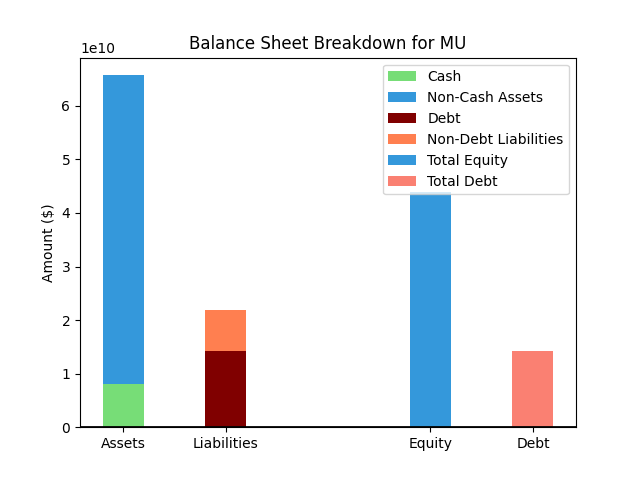 Balance Sheet Breakdown for MU
1e10
Cash
Non-Cash Assets
Debt
Non-Debt Liabilities
Total Equity
Total Debt
6
5
4
3
2
1
0
Amount ($)
Assets Liabilities Equity Debt